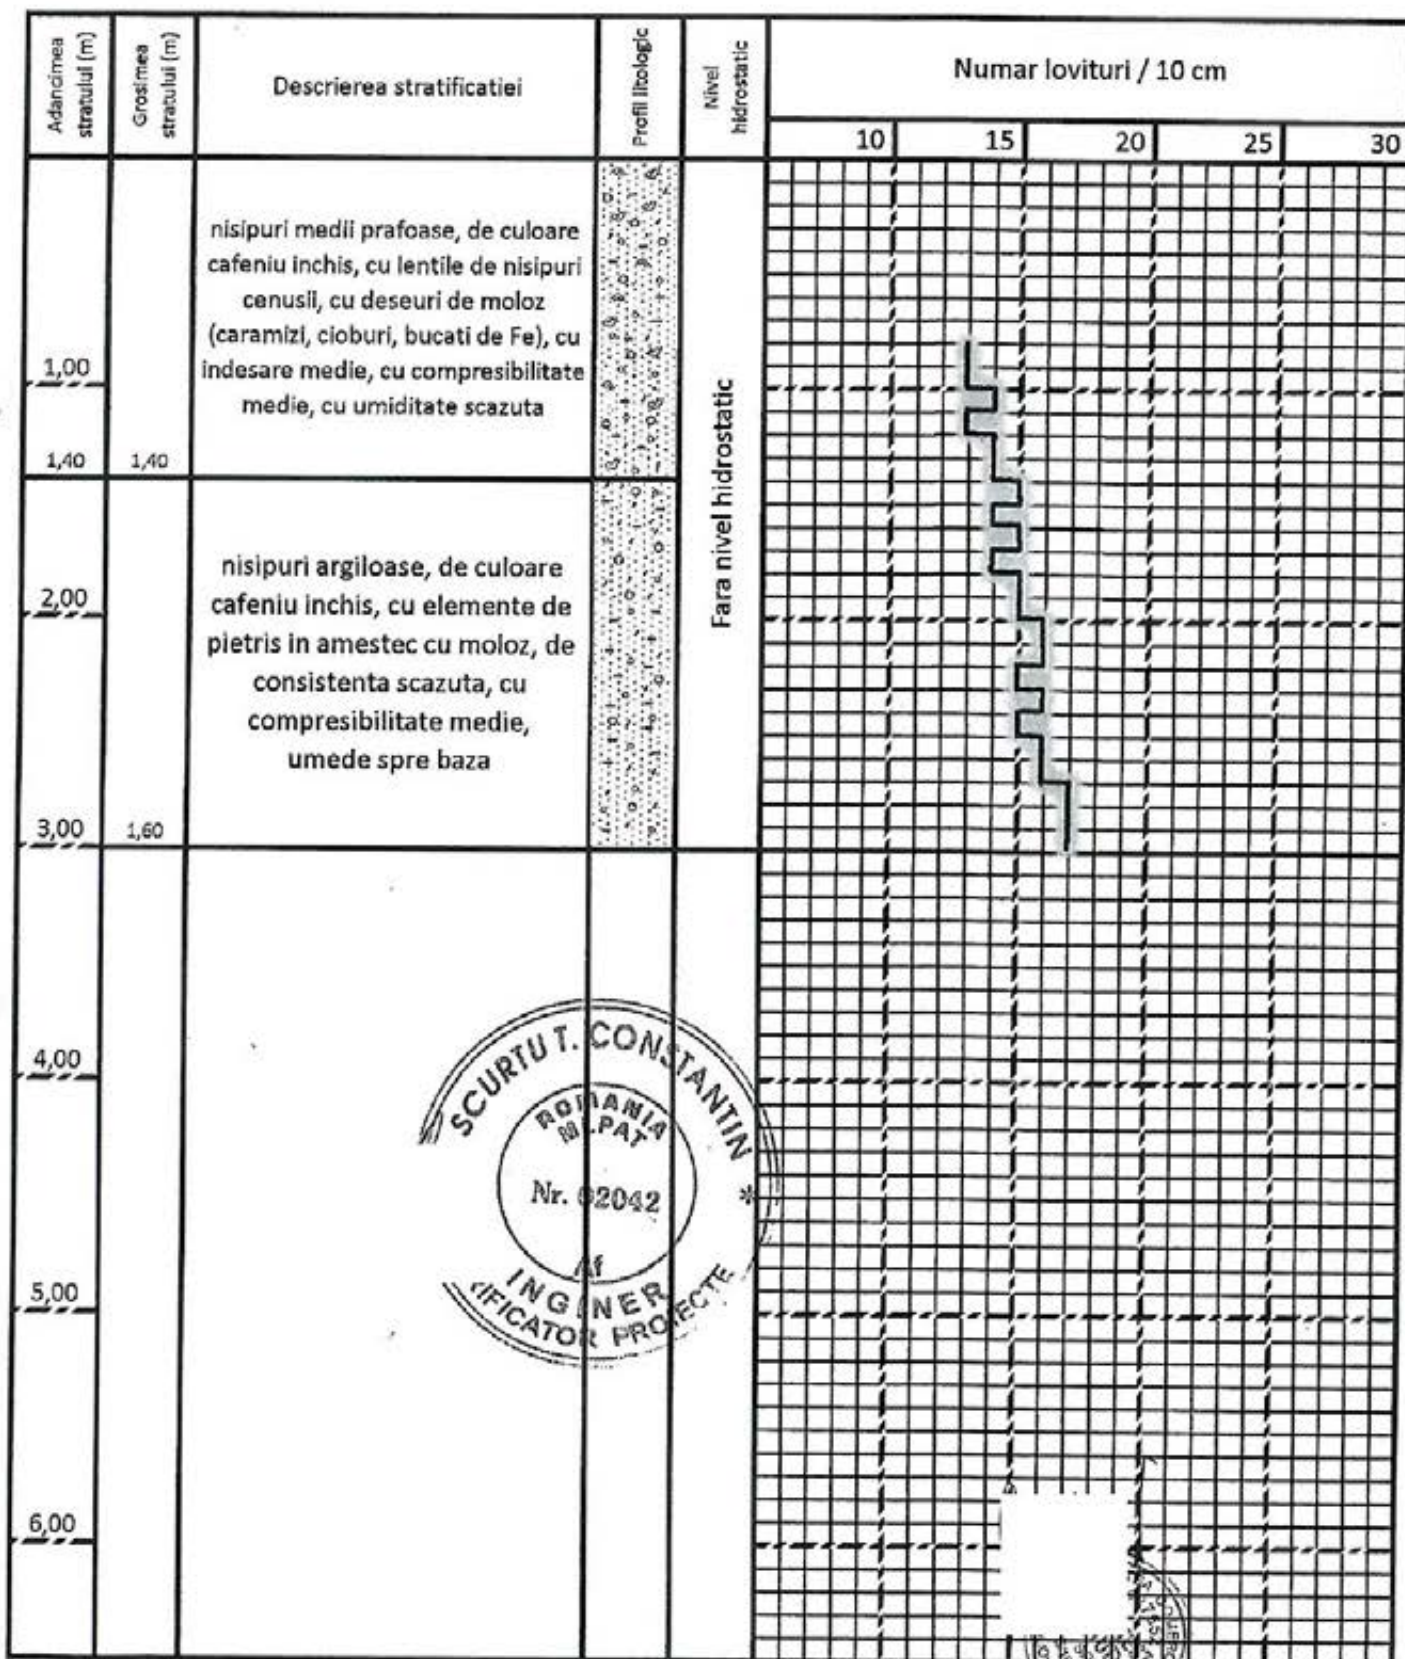 Adancimea
stratului (m)
Grosimea
stratului (m)
Descrierea stratificatiei
Profil litologic
Nivel
hidrostatic
Numar lovituri / 10 cm
10 15 20 25 30
nisipuri medii prafoase, de culoare
cafeniu inchis, cu lentile de nisipuri
cenusii, cu deseuri de moloz
(caramizi, cioburi, bucati de Fe), cu
indesare medie, cu compresibilitate
medie, cu umiditate scazuta
1,00
1,40 1,40
Fara nivel hidrostatic
nisipuri argiloase, de culoare
cafeniu inchis, cu elemente de
pietris in amestec cu moloz, de
consistenta scazuta, cu
compresibilitate medie,
umede spre baza
2,00
3,00 1,60
4,00
5,00
6,00
SCURTU T. CONSTANTIN *
ROMANIA
Nr. 02042
Af
INGINER
IFICATOR PROIECTE